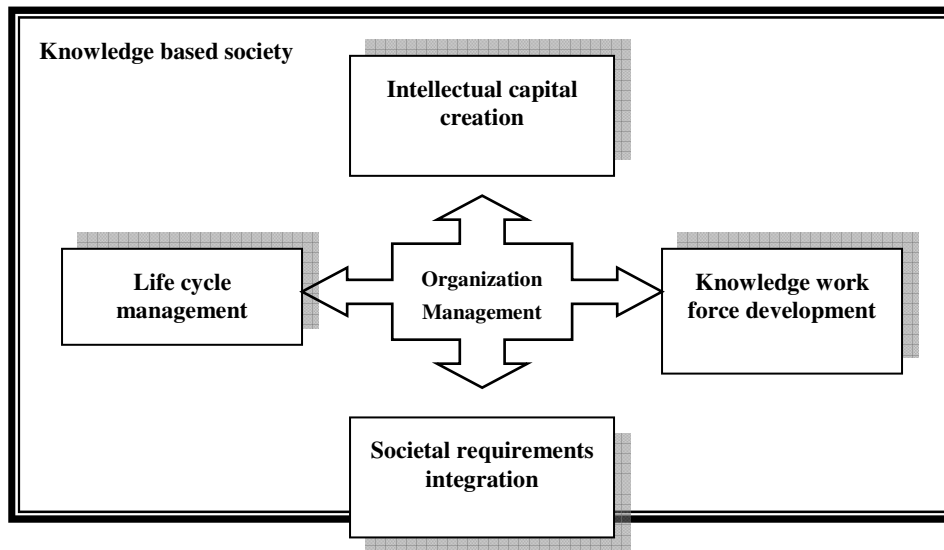 Knowledge based society
Intellectual capital
creation
Life cycle
management
Organization
Management
Knowledge work
force development
Societal requirements
integration